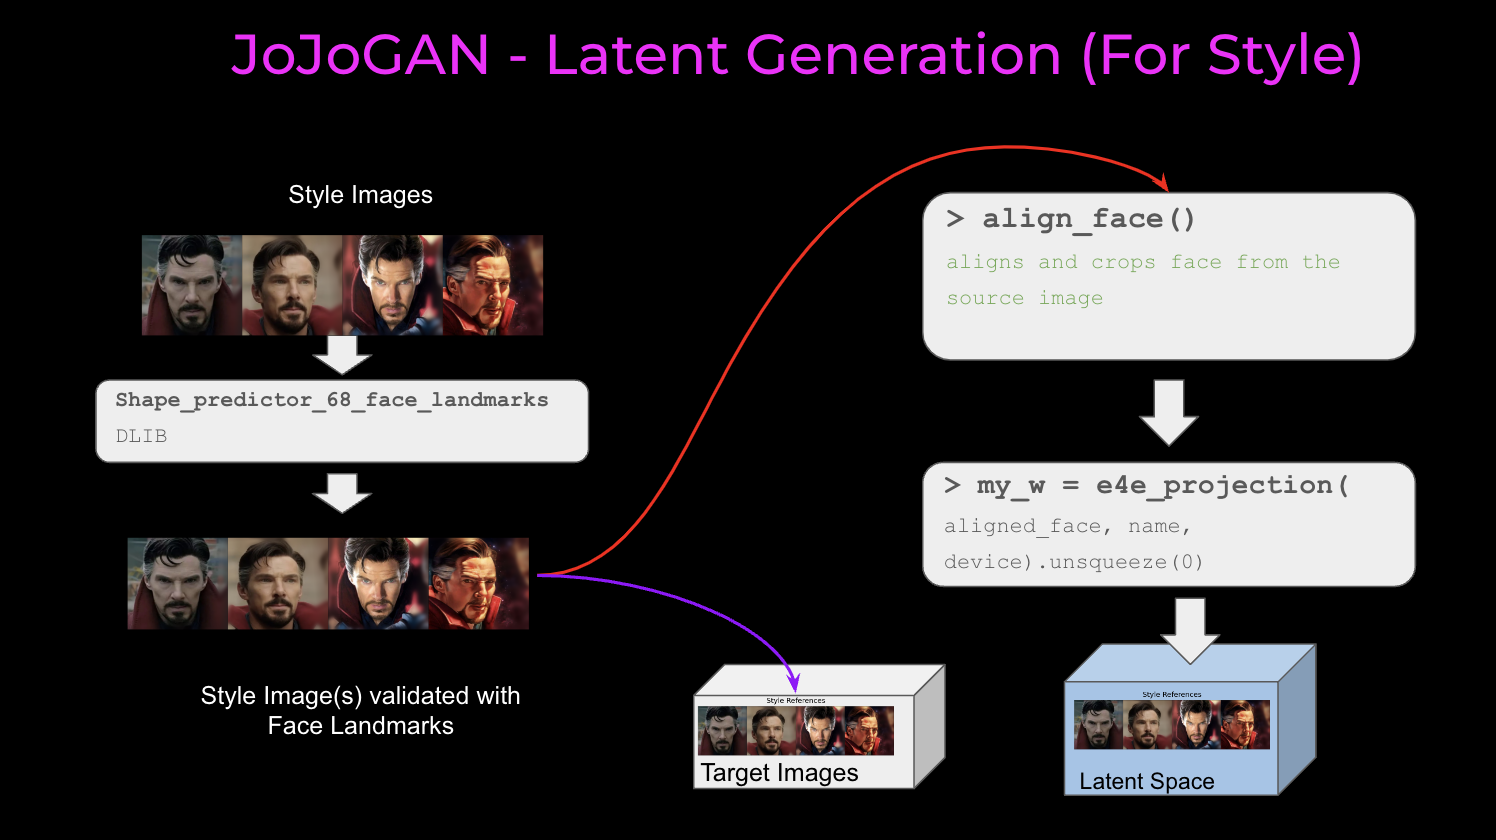 JoJoGAN - Latent Generation (For Style)
Style Images
Shape_predictor_68_face_landmarks
DLIB
Style Image(s) validated with
Face Landmarks
> align_face()
aligns and crops face from the
source image
> my_w = e4e_projection(
aligned_face, name,
device).unsqueeze(0)
Style References
Target Images
Style References
Latent Space